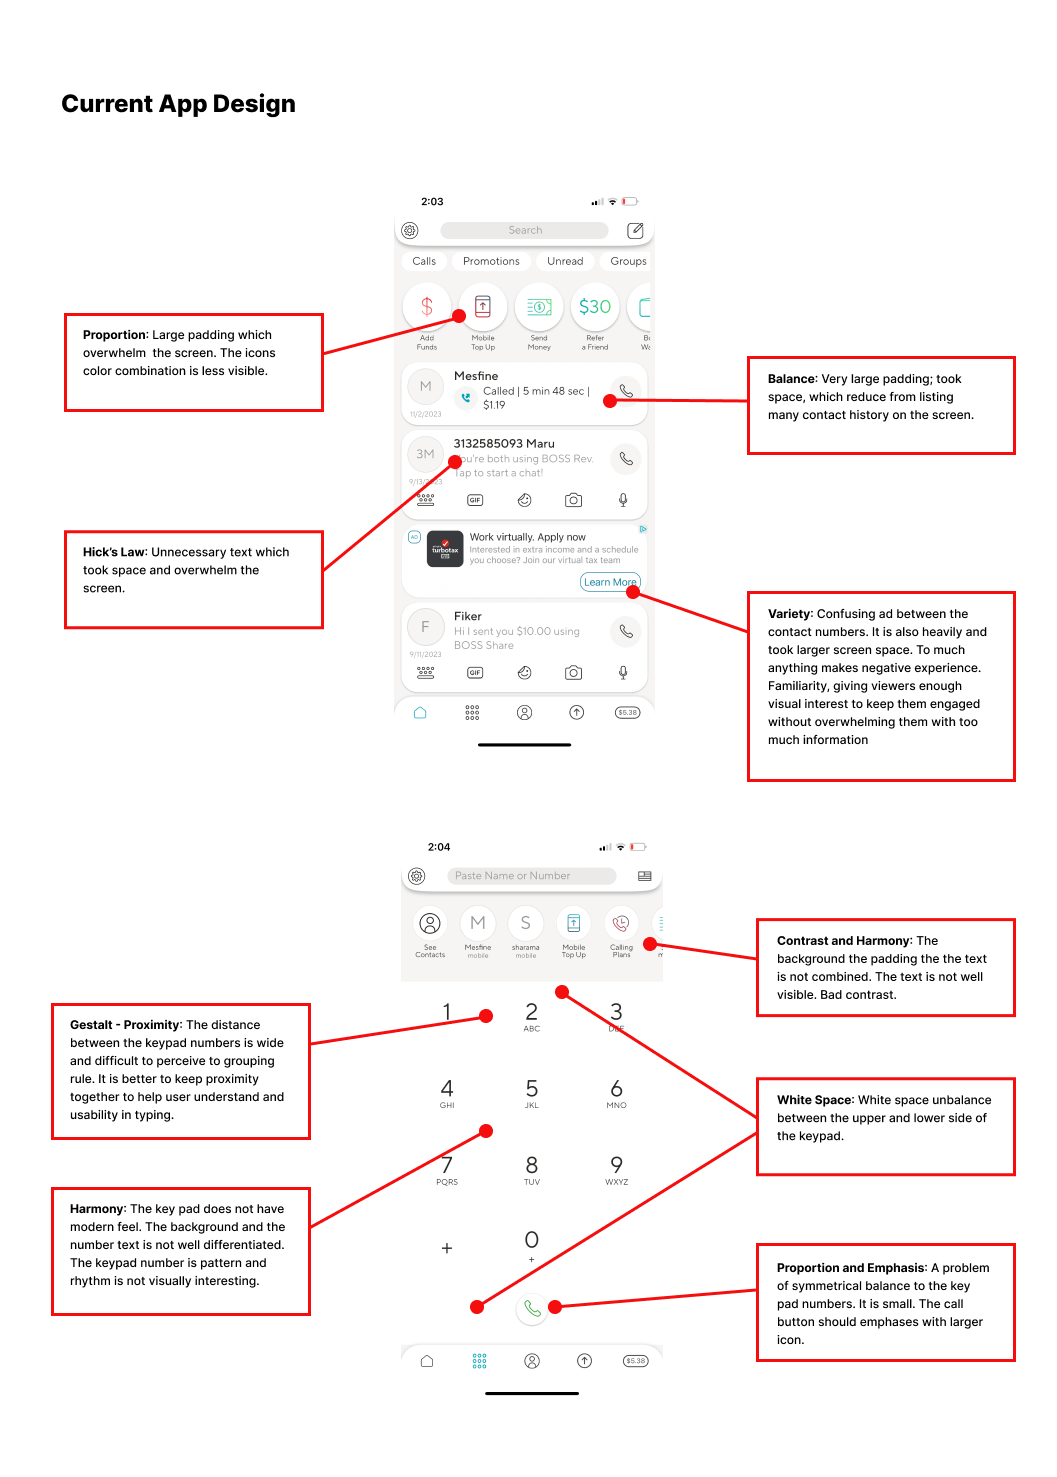 Current App Design
2:03
Search
Calls Promotions Unread Groups
$ $30
Add
Funds
Mobile
Top Up
Send
Money
Refer
a Friend
Proportion: Large padding which
overwhelm the screen. The icons
color combination is less visible.
M
11/2/2023
Mesfine
Called | 5 min 48 sec |
$1.19
Balance: Very large padding; took
space, which reduce from listing
many contact history on the screen.
3M
9/13/2023
3132585093 Maru
You're both using BOSS Rev.
Tap to start a chat!
GIF
Hick's Law: Unnecessary text which
took space and overwhelm the
screen.
AD
turbotax
Work virtually. Apply now
Interested in extra income and a schedule
you choose? Join our virtual tax team
Learn More
Variety: Confusing ad between the
contact numbers. It is also heavily and
took larger screen space. To much
anything makes negative experience.
Familiarity, giving viewers enough
visual interest to keep them engaged
without overwhelming them with too
much information
F
9/11/2023
Fiker
Hi I sent you $10.00 using
BOSS Share
GIF
$5.38
2:04
Paste Name or Number
M S
See
Contacts
Mesfine
mobile
sharama
mobile
Mobile
Top Up
Calling
Plans
Contrast and Harmony: The
background the padding the the text
is not combined. The text is not well
visible. Bad contrast.
1 2 3
ABC DEF
Gestalt - Proximity: The distance
between the keypad numbers is wide
and difficult to perceive to grouping
rule. It is better to keep proximity
together to help user understand and
usability in typing.
4 5 6
GHI JKL MNO
White Space: White space unbalance
between the upper and lower side of
the keypad.
7 8 9
PQRS TUV WXYZ
Harmony: The key pad does not have
modern feel. The background and the
number text is not well differentiated.
The keypad number is pattern and
rhythm is not visually interesting.
+ 0
+
Proportion and Emphasis: A problem
of symmetrical balance to the key
pad numbers. It is small. The call
button should emphases with larger
icon.
$5.38